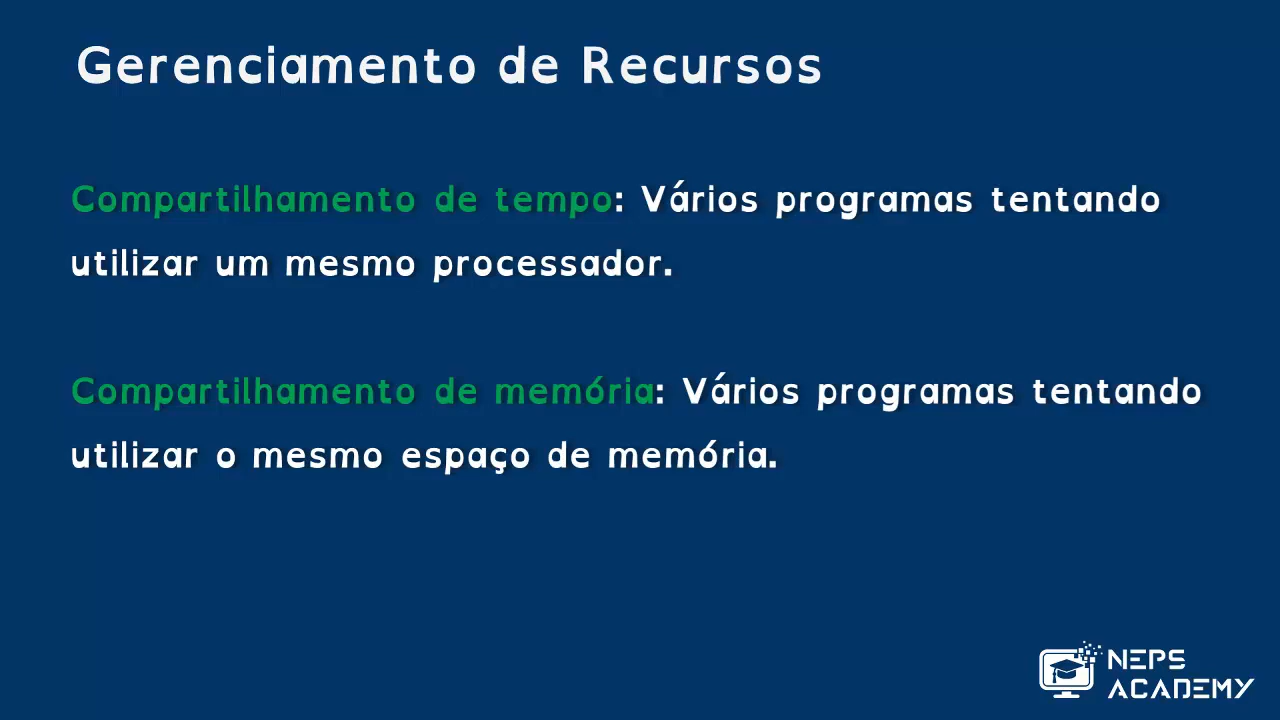 Gerenciamento de Recursos
Compartilhamento de tempo: Vários programas tentando
utilizar um mesmo processador.
Compartilhamento de memória: Vários programas tentando
utilizar o mesmo espaço de memória.
NEPS
ACADEMY